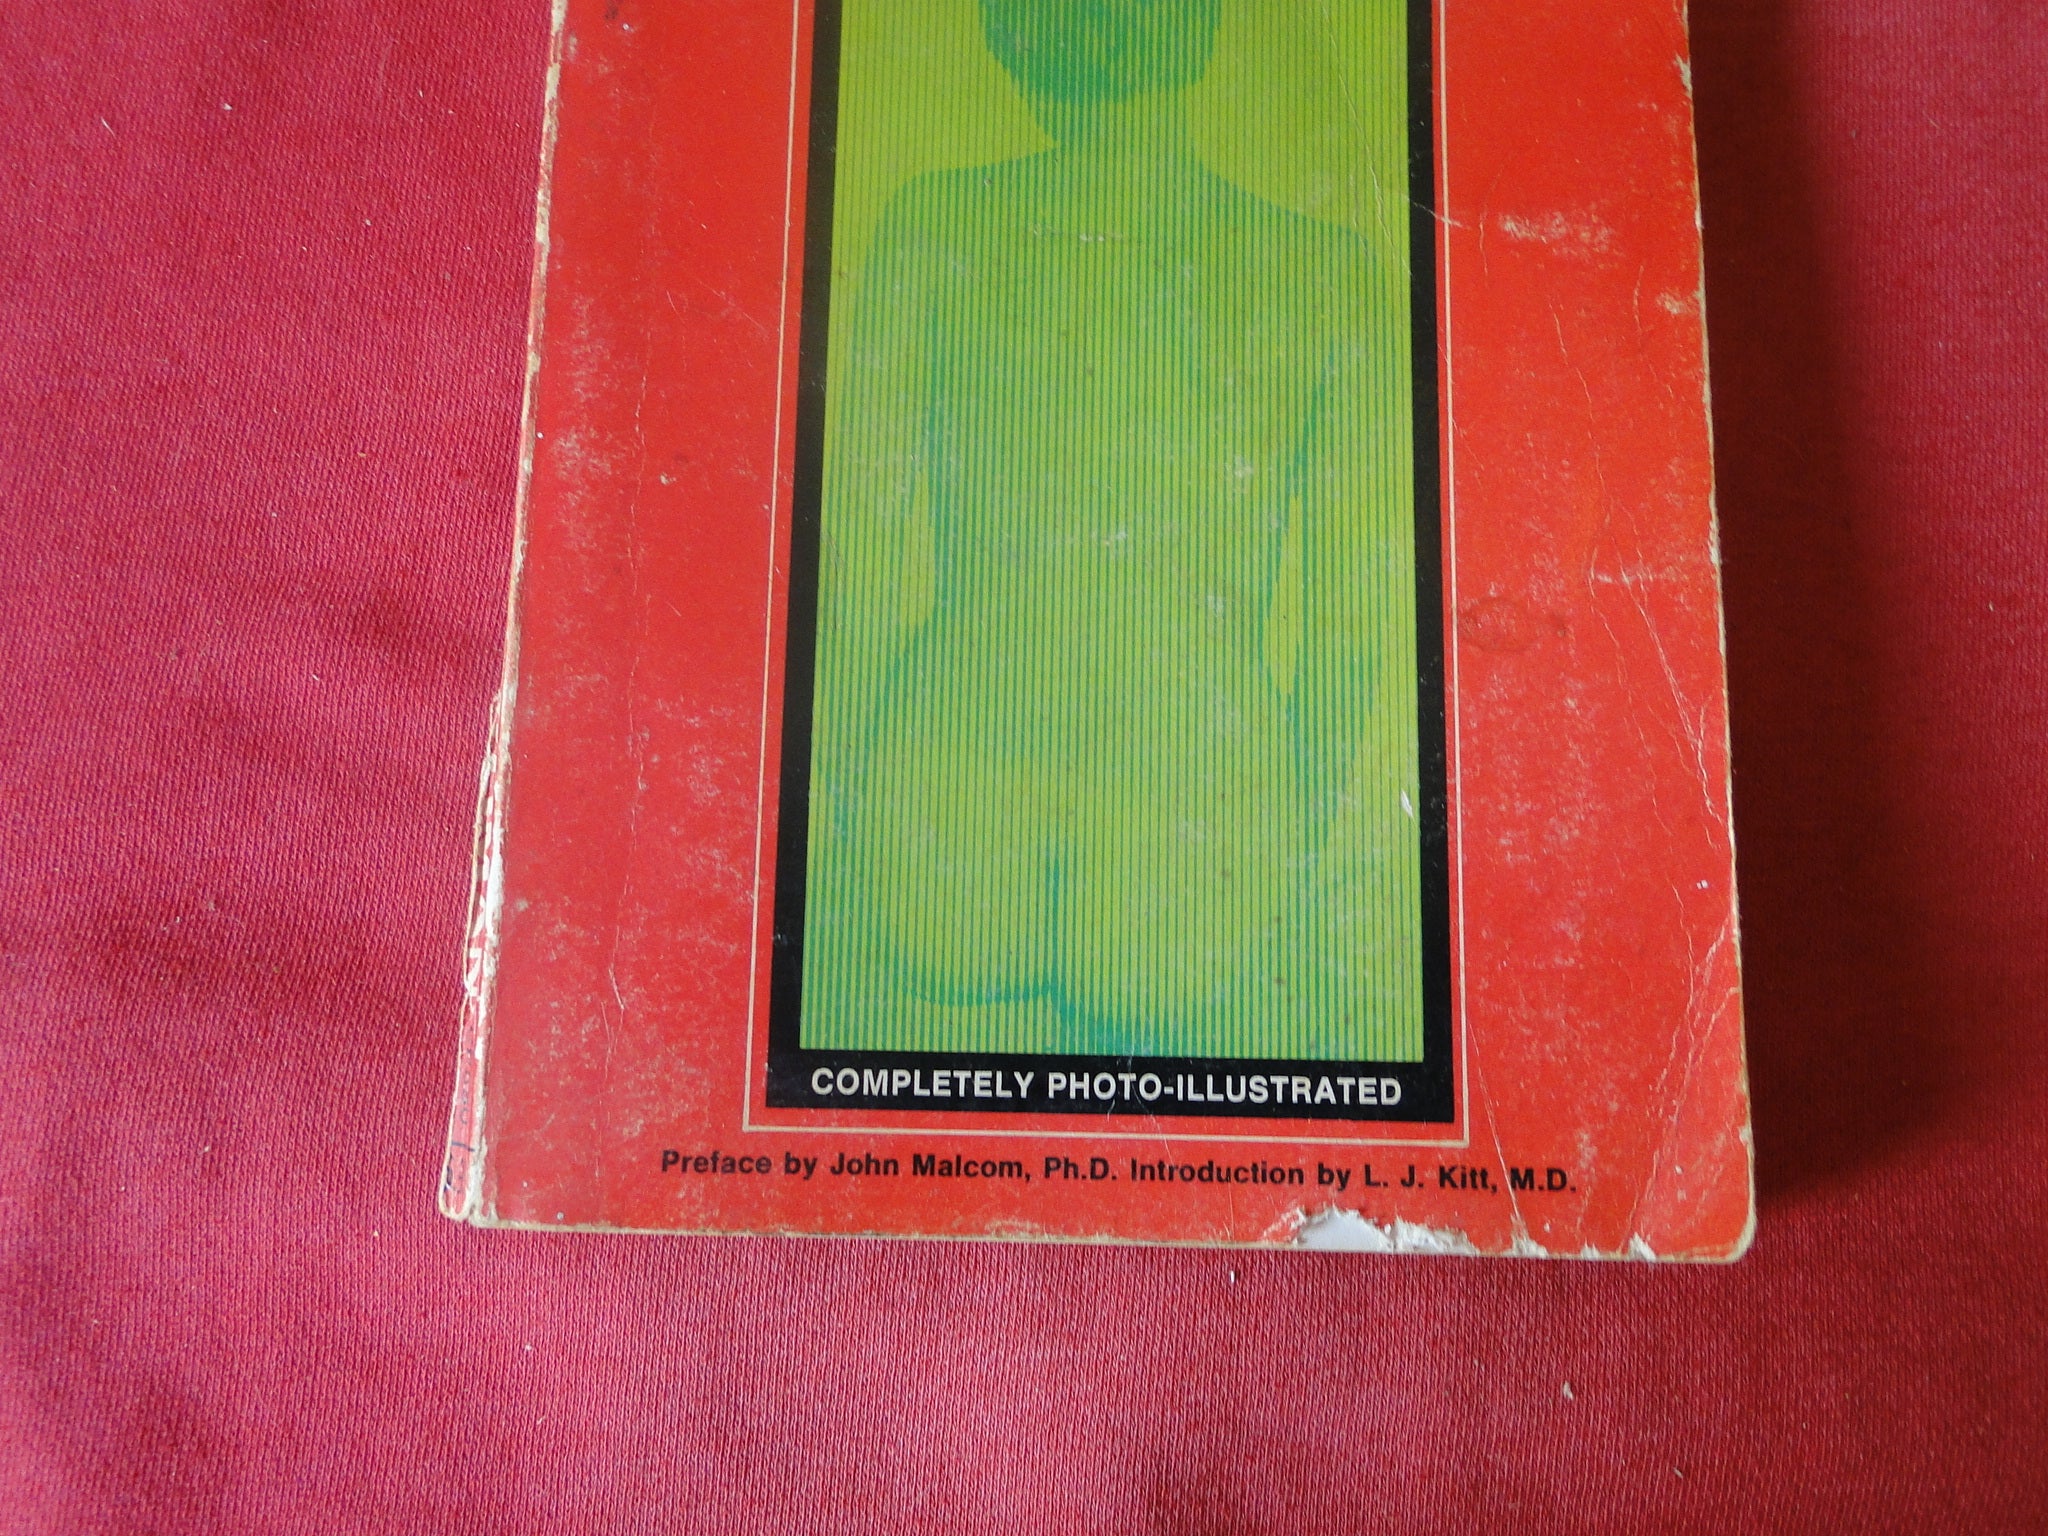 COMPLETELY PHOTO-ILLUSTRATED
Preface by John Malcom, Ph.D. Introduction by L. J. Kitt, M.D.